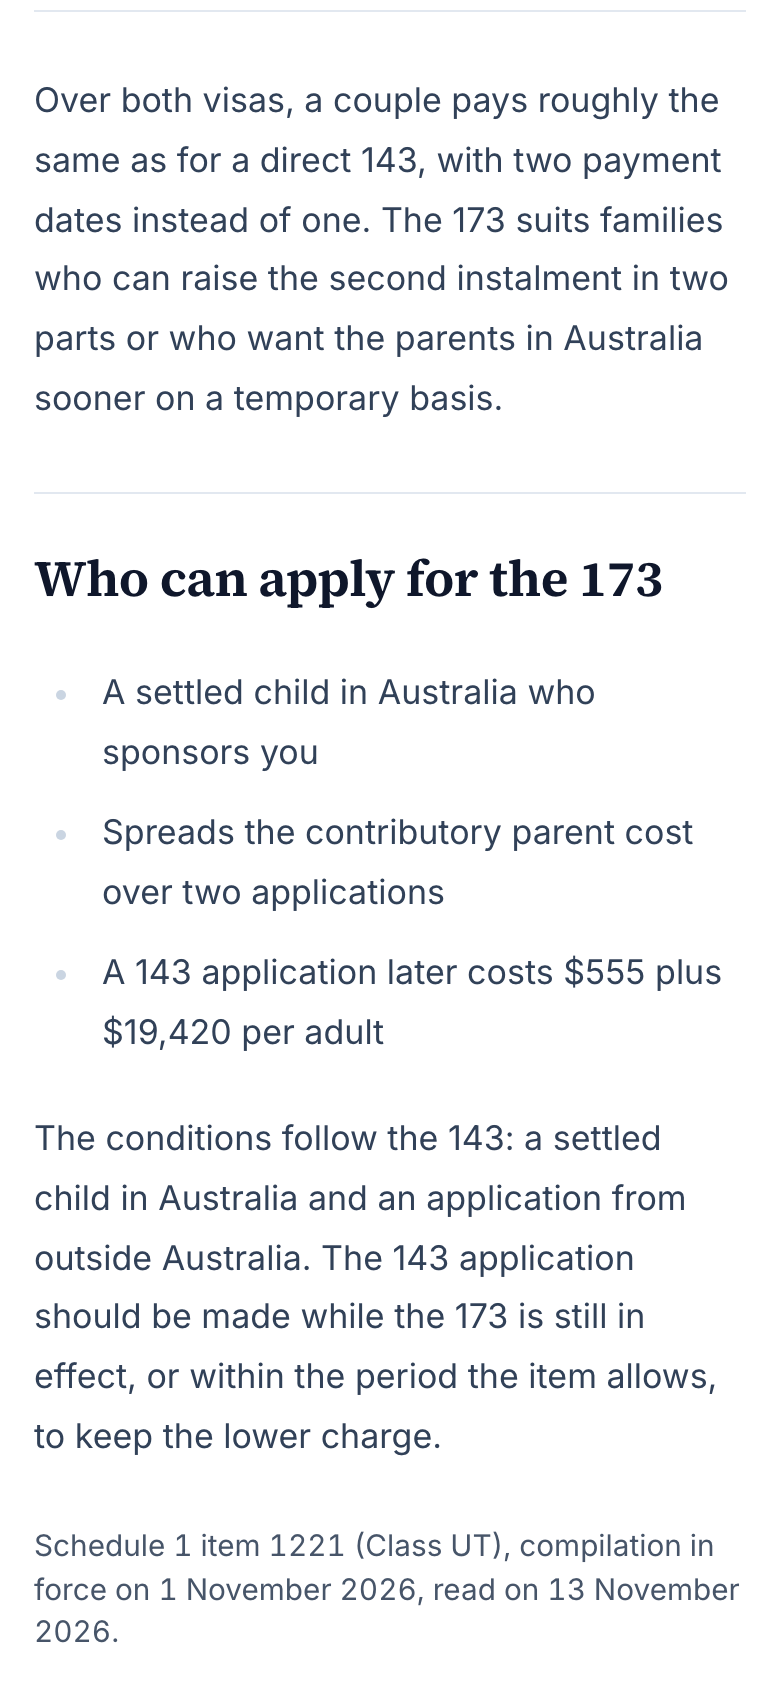 Over both visas, a couple pays roughly the
same as for a direct 143, with two payment
dates instead of one. The 173 suits families
who can raise the second instalment in two
parts or who want the parents in Australia
sooner on a temporary basis.
Who can apply for the 173
A settled child in Australia who
sponsors you
Spreads the contributory parent cost
over two applications
A 143 application later costs $555 plus
$19,420 per adult
The conditions follow the 143: a settled
child in Australia and an application from
outside Australia. The 143 application
should be made while the 173 is still in
effect, or within the period the item allows,
to keep the lower charge.
Schedule 1 item 1221 (Class UT), compilation in
force on 1 November 2026, read on 13 November
2026.